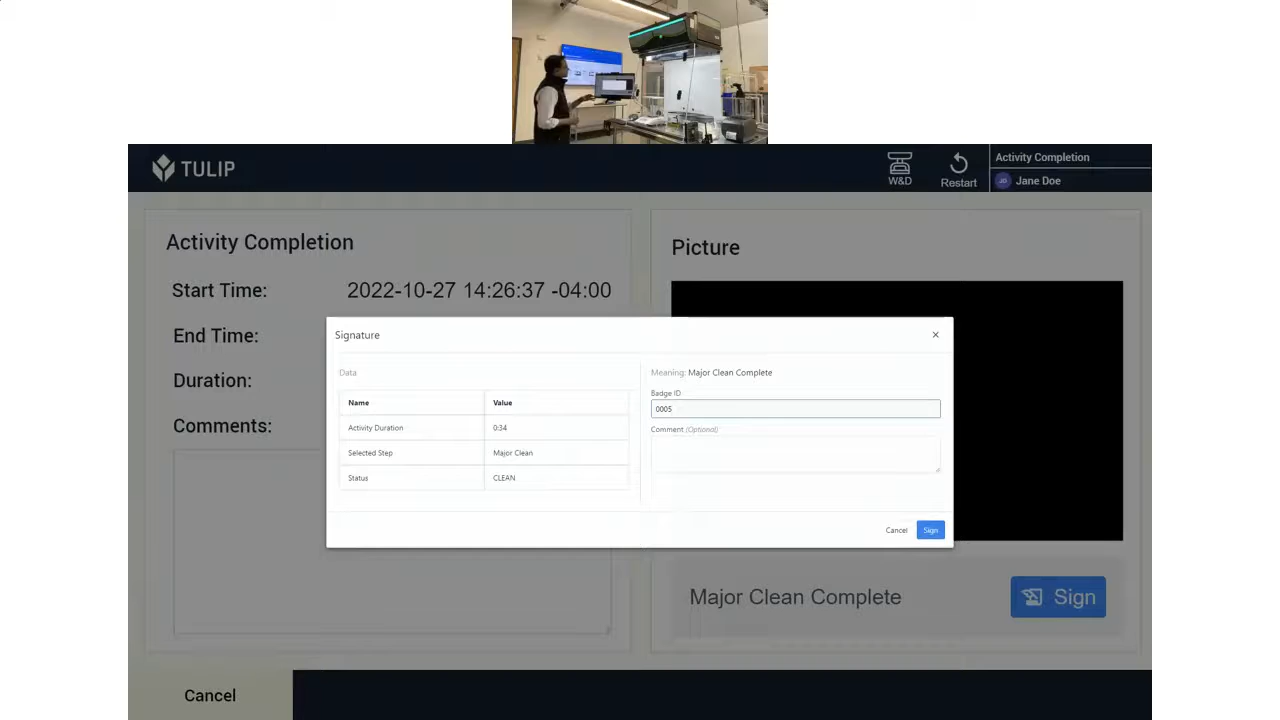 TULIP
W&D
Restart
Activity Completion
JD
Jane Doe
Activity Completion
Start Time: 2022-10-27 14:26:37 -04:00
End Time:
Duration:
Comments:
Picture
Signature
×
Data
Name Value
Activity Duration 0:34
Selected Step Major Clean
Status CLEAN
Meaning: Major Clean Complete
Badge ID
0005
Comment (Optional)
Cancel Sign
Major Clean Complete
Sign
Cancel